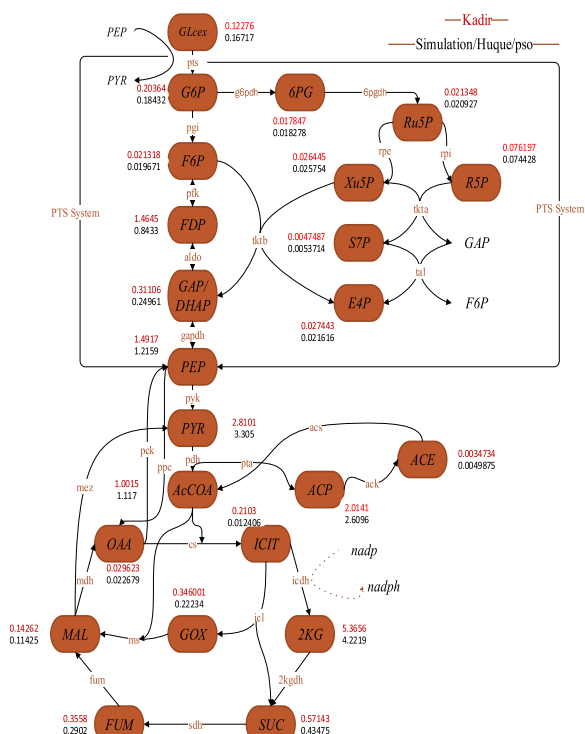 Kadir
Simulation/Huque/pso
PEP
GLcex
0.12276
0.16717
pts
PYR
0.20364
0.18432
G6P
g6pdh
6PG
6pgdh
0.017847
0.018278
Ru5P
0.021348
0.020927
pgi
rpe
rpi
0.021318
0.019671
F6P
0.026445
0.025754
Xu5P
R5P
0.076197
0.074428
pfk
PTS System
tkta
PTS System
1.4645
0.8433
FDP
tktb
0.0047487
0.0053714
S7P
GAP
aldo
tal
0.31106
0.24961
GAP/
DHAP
E4P
F6P
0.027443
0.021616
gapdh
1.4917
1.2159
PEP
pyk
PYR
2.8101
3.305
acs
pck
pdh
ppc
pta
ACE
0.0034734
0.0049875
mez
1.0015
1.117
AcCOA
ACP
ack
2.0141
2.6096
0.2103
0.012406
OAA
cs
ICIT
nadp
0.029623
0.022679
mdh
icdh
nadph
0.346001
0.22234
icl
0.14262
0.11425
MAL
ms
GOX
2KG
5.3656
4.2219
fum
2kgdh
0.3558
0.2902
FUM
sdh
SUC
0.57143
0.43475